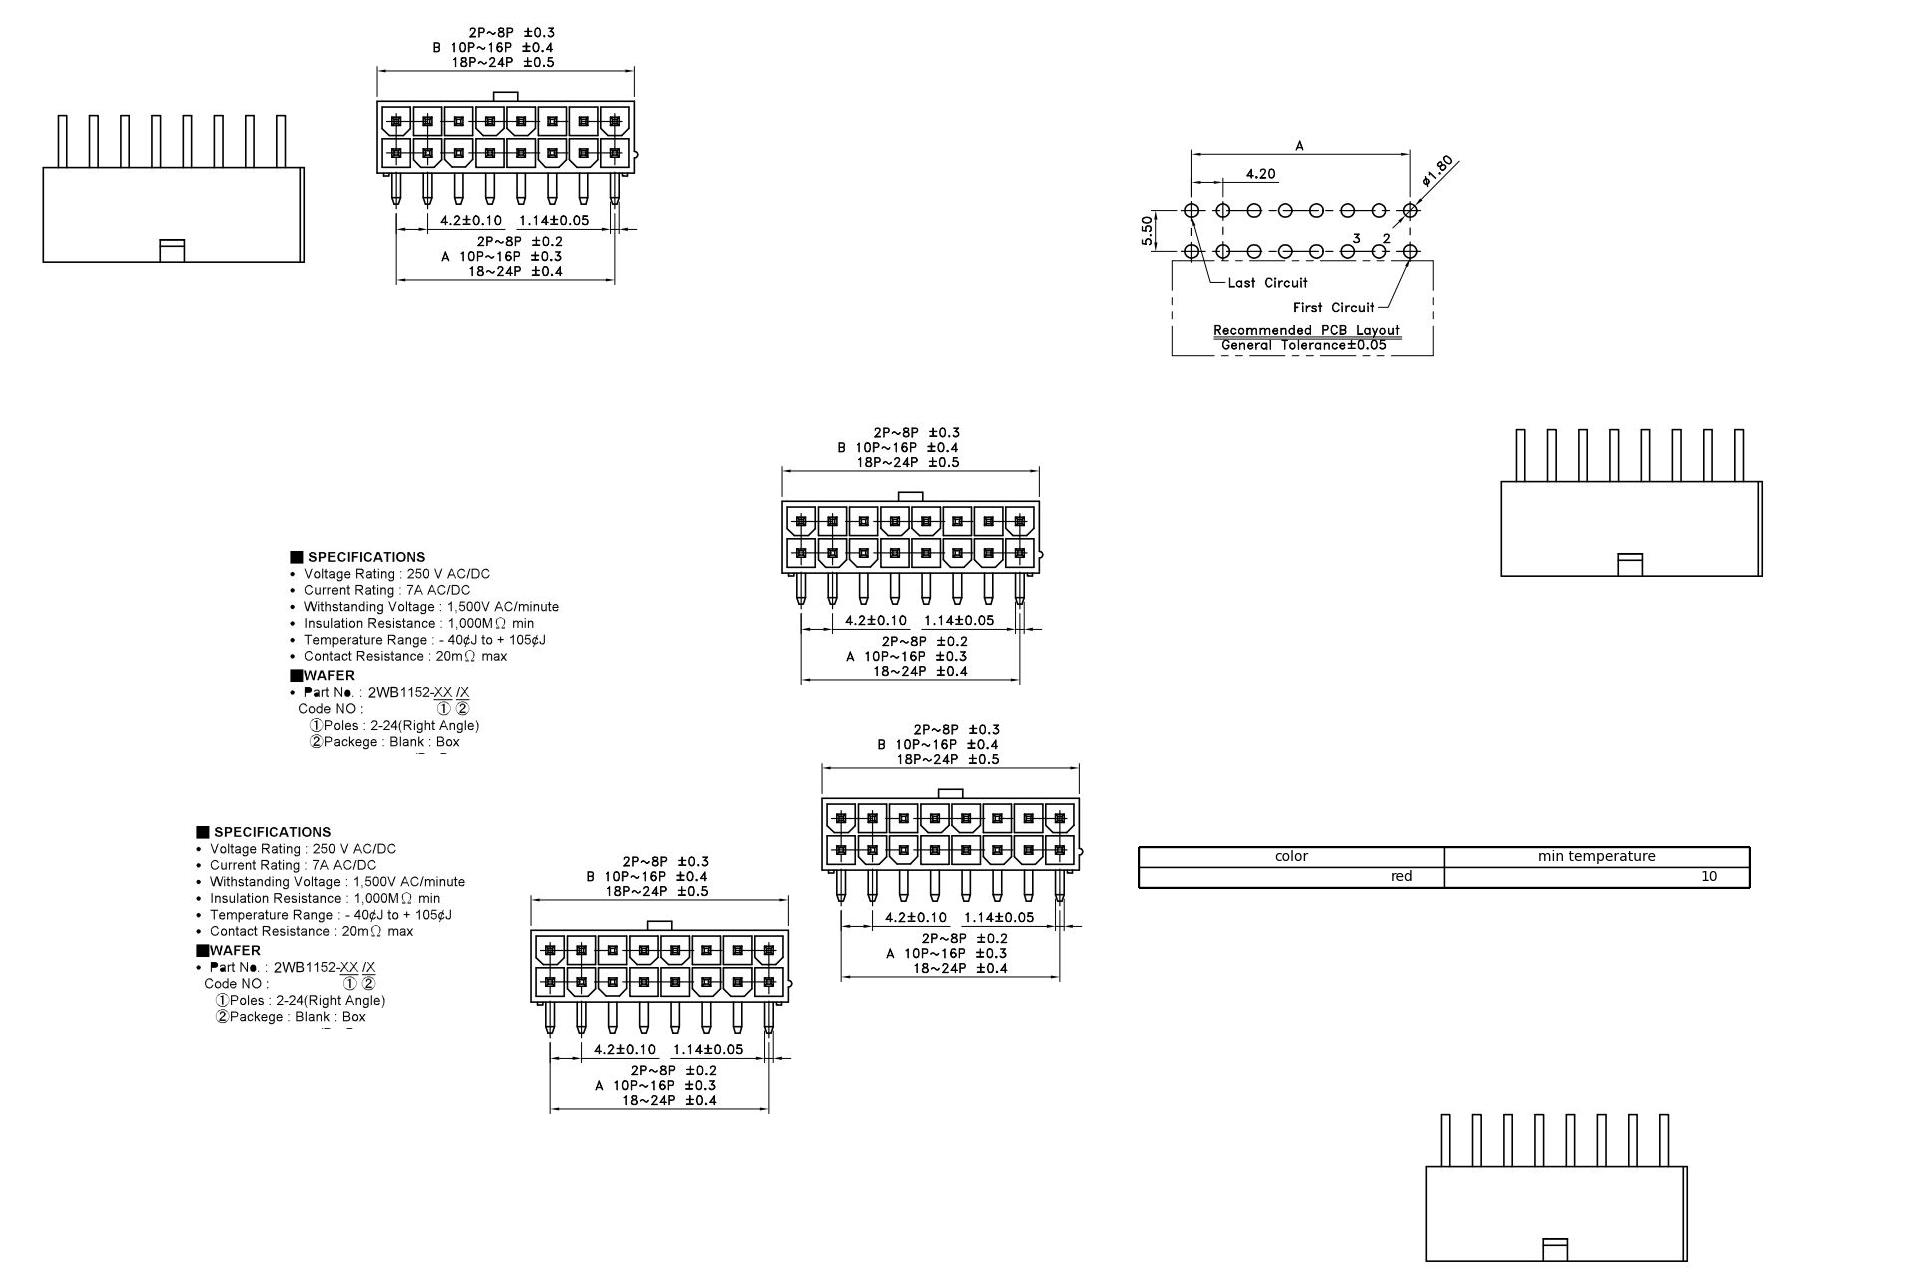 2P~8P ±0.3
B 10P~16P ±0.4
18P~24P ±0.5
4.2±0.10 1.14±0.05
2P~8P ±0.2
A 10P~16P ±0.3
18~24P ±0.4
A
4.20
ø1.80
5.50
3 2
Last Circuit
First Circuit
Recommended PCB Layout
General Tolerance±0.05
2P~8P ±0.3
B 10P~16P ±0.4
18P~24P ±0.5
4.2±0.10 1.14±0.05
2P~8P ±0.2
A 10P~16P ±0.3
18~24P ±0.4
■ SPECIFICATIONS
• Voltage Rating : 250 V AC/DC
• Current Rating : 7A AC/DC
• Withstanding Voltage : 1,500V AC/minute
• Insulation Resistance : 1,000MΩ min
• Temperature Range : - 40¢J to + 105¢J
• Contact Resistance : 20mΩ max
■WAFER
• Part No. : 2WB1152-XX /X
Code NO : ① ②
①Poles : 2-24(Right Angle)
②Packege : Blank : Box
2P~8P ±0.3
B 10P~16P ±0.4
18P~24P ±0.5
4.2±0.10 1.14±0.05
2P~8P ±0.2
A 10P~16P ±0.3
18~24P ±0.4
■ SPECIFICATIONS
• Voltage Rating : 250 V AC/DC
• Current Rating : 7A AC/DC
• Withstanding Voltage : 1,500V AC/minute
• Insulation Resistance : 1,000MΩ min
• Temperature Range : - 40¢J to + 105¢J
• Contact Resistance : 20mΩ max
■WAFER
• Part No. : 2WB1152-XX /X
Code NO : ① ②
①Poles : 2-24(Right Angle)
②Packege : Blank : Box
2P~8P ±0.3
B 10P~16P ±0.4
18P~24P ±0.5
4.2±0.10 1.14±0.05
2P~8P ±0.2
A 10P~16P ±0.3
18~24P ±0.4
color min temperature
red 10